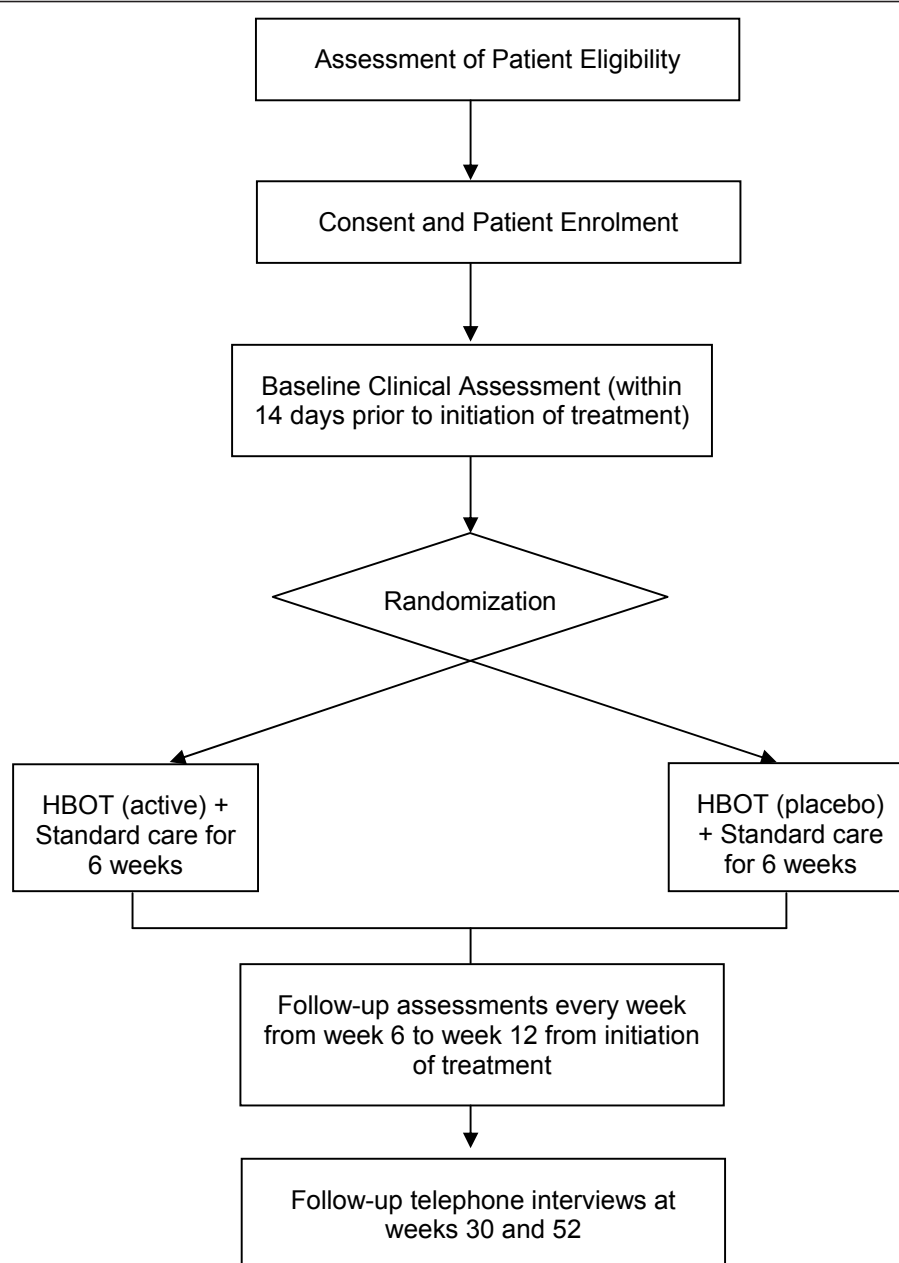 Assessment of Patient Eligibility
Consent and Patient Enrolment
Baseline Clinical Assessment (within
14 days prior to initiation of treatment)
Randomization
HBOT (active) +
Standard care for
6 weeks
HBOT (placebo)
+ Standard care
for 6 weeks
Follow-up assessments every week
from week 6 to week 12 from initiation
of treatment
Follow-up telephone interviews at
weeks 30 and 52